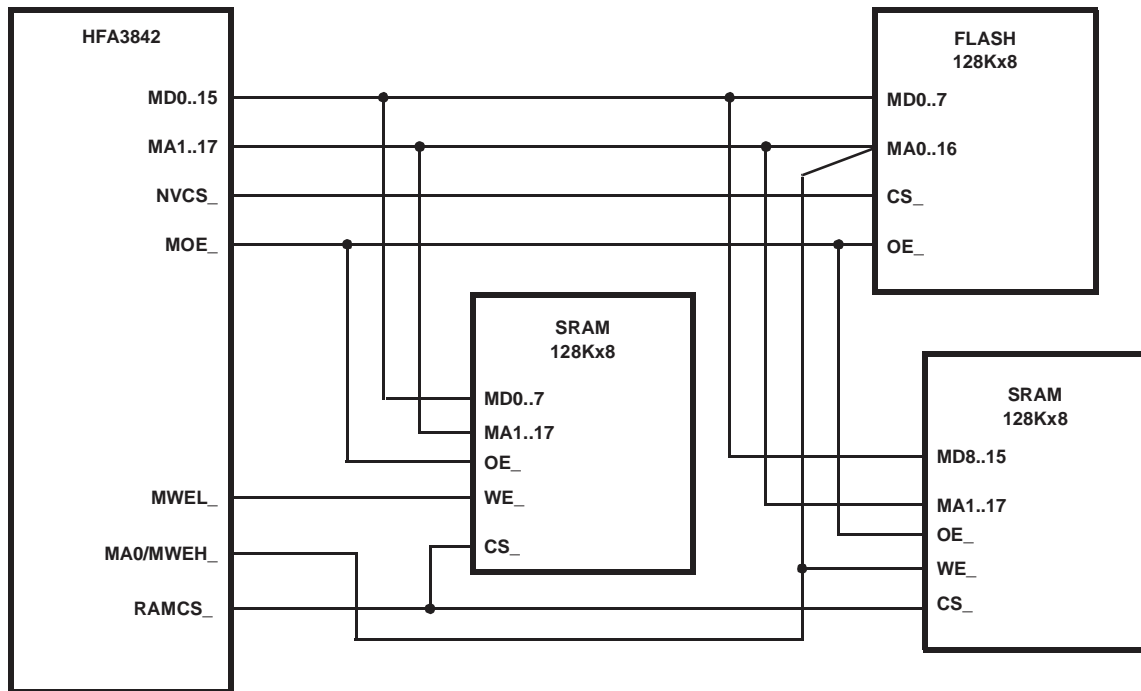 HFA3842
MD0..15
MA1..17
NVCS_
MOE_
MWEL_
MA0/MWEH_
RAMCS_
SRAM
128Kx8
MD0..7
MA1..17
OE_
WE_
CS_
FLASH
128Kx8
MD0..7
MA0..16
CS_
OE_
SRAM
128Kx8
MD8..15
MA1..17
OE_
WE_
CS_